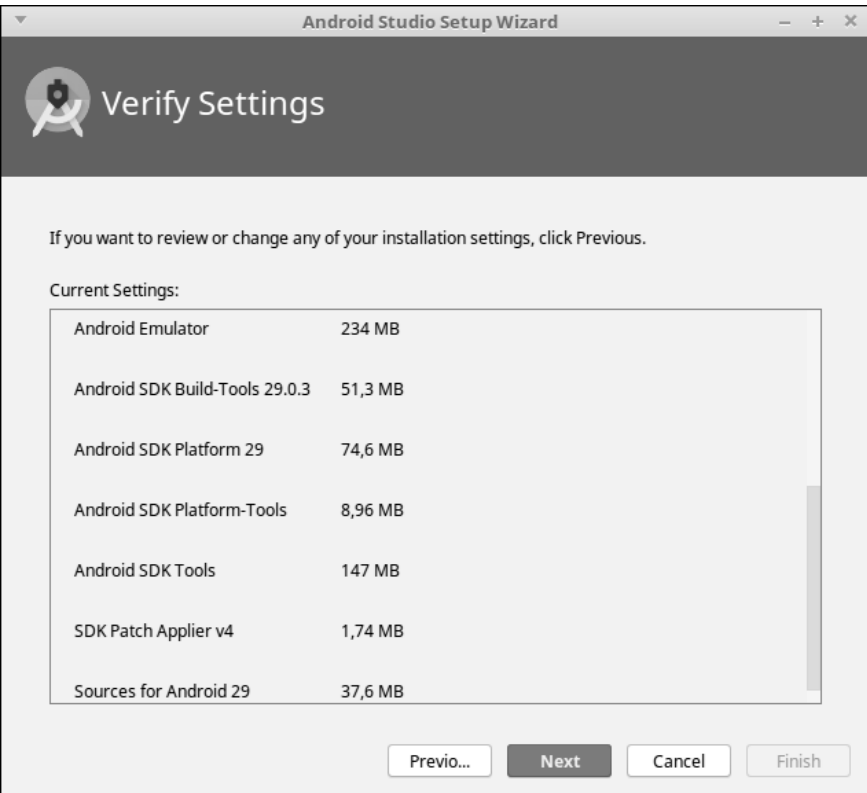 Android Studio Setup Wizard
Verify Settings
If you want to review or change any of your installation settings, click Previous.
Current Settings:
Android Emulator 234 MB
Android SDK Build-Tools 29.0.3 51,3 MB
Android SDK Platform 29 74,6 MB
Android SDK Platform-Tools 8,96 MB
Android SDK Tools 147 MB
SDK Patch Applier v4 1,74 MB
Sources for Android 29 37,6 MB
Previo... Next Cancel Finish